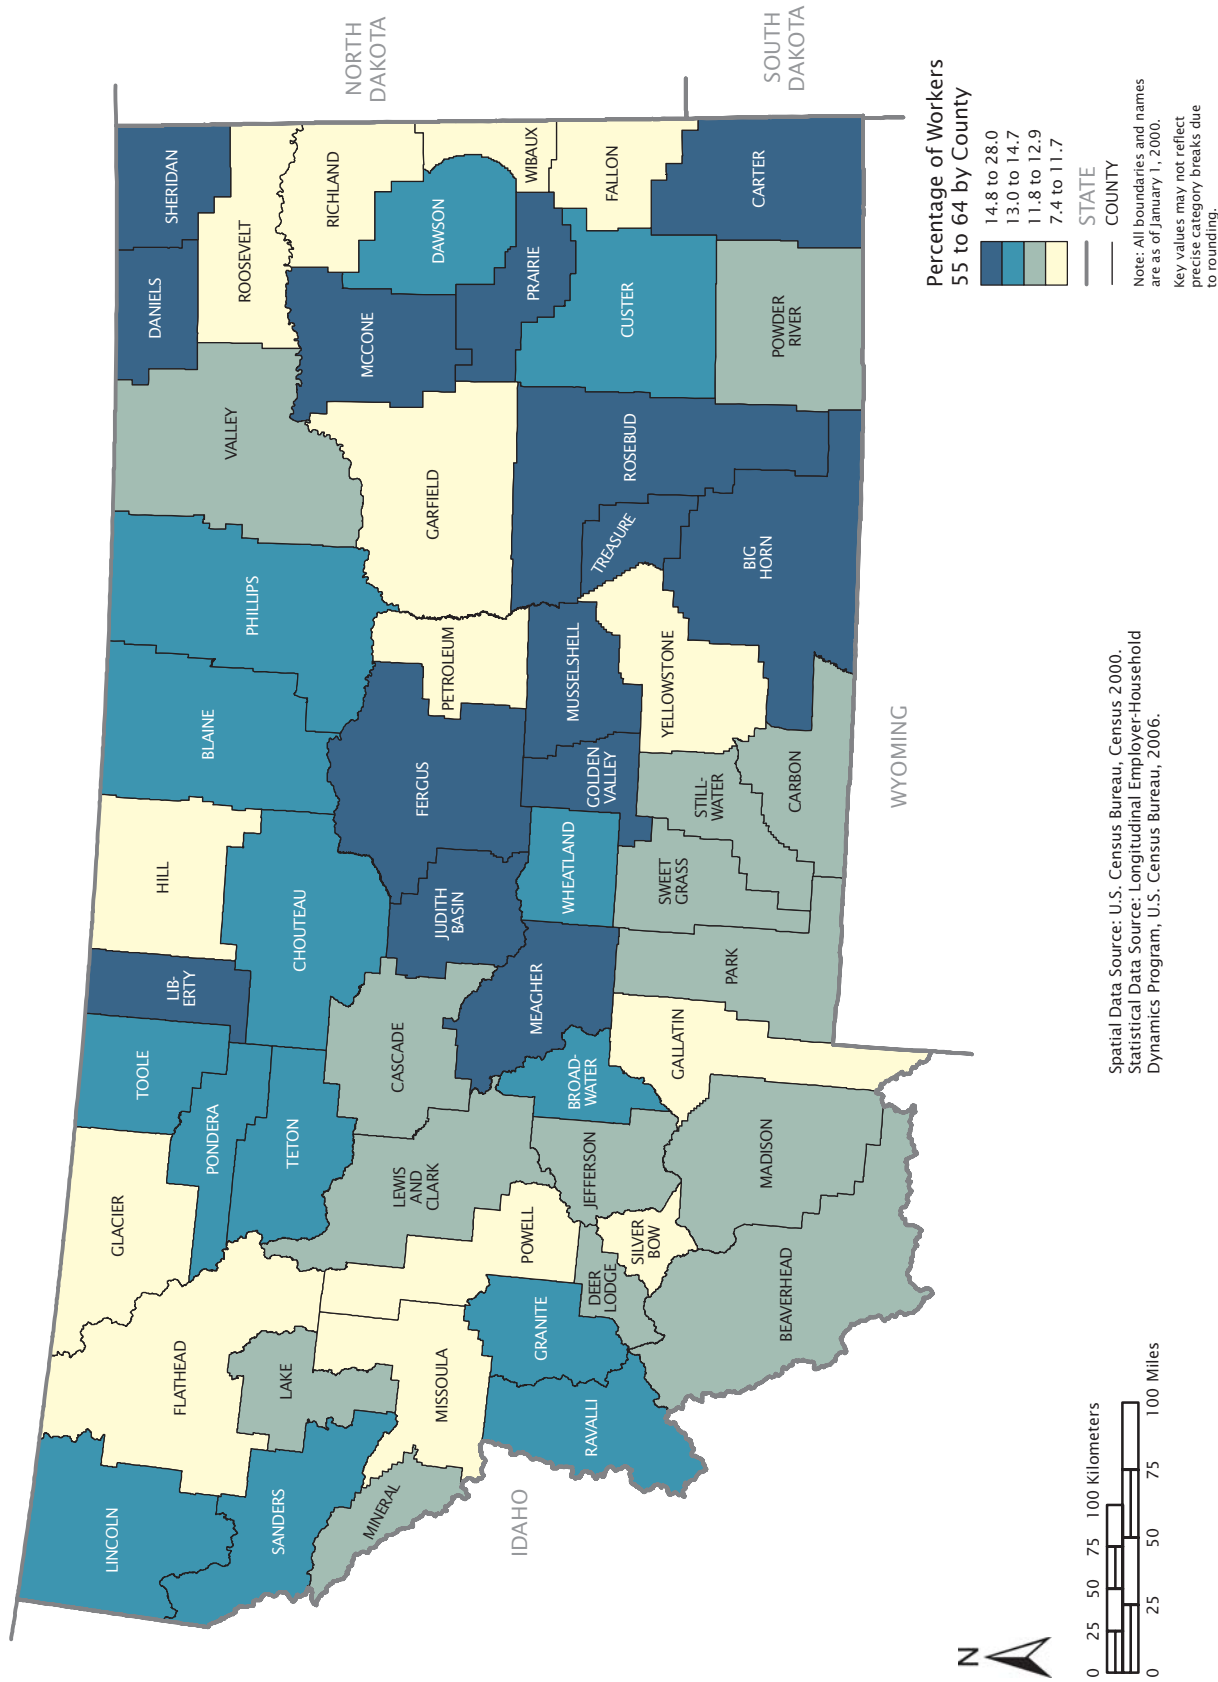 NORTH
DAKOTA
SOUTH
DAKOTA
WYOMING
IDAHO
LINCOLN
FLATHEAD
GLACIER
TOOLE
LIB-
ERTY
HILL
BLAINE
PHILLIPS
VALLEY
DANIELS
SHERIDAN
ROOSEVELT
SANDERS
LAKE
PONDERA
TETON
CHOUTEAU
RICHLAND
MCCONE
DAWSON
GARFIELD
MINERAL
MISSOULA
POWELL
LEWIS
AND
CLARK
CASCADE
JUDITH
BASIN
FERGUS
PETROLEUM
PRAIRIE
WIBAUX
RAVALLI
GRANITE
DEER
LODGE
SILVER
BOW
JEFFERSON
BROAD-
WATER
MEAGHER
WHEATLAND
GOLDEN
VALLEY
MUSSELSHELL
TREASURE
ROSEBUD
CUSTER
FALLON
BEAVERHEAD
MADISON
GALLATIN
PARK
SWEET
GRASS
STILL-
WATER
CARBON
YELLOWSTONE
BIG
HORN
POWDER
RIVER
CARTER
Percentage of Workers
55 to 64 by County
14.8 to 28.0
13.0 to 14.7
11.8 to 12.9
7.4 to 11.7
STATE
COUNTY
Note: All boundaries and names
are as of January 1, 2000.
Key values may not reflect
precise category breaks due
to rounding.
N
0 25 50 75 100 Kilometers
0 25 50 75 100 Miles
Spatial Data Source: U.S. Census Bureau, Census 2000.
Statistical Data Source: Longitudinal Employer-Household
Dynamics Program, U.S. Census Bureau, 2006.